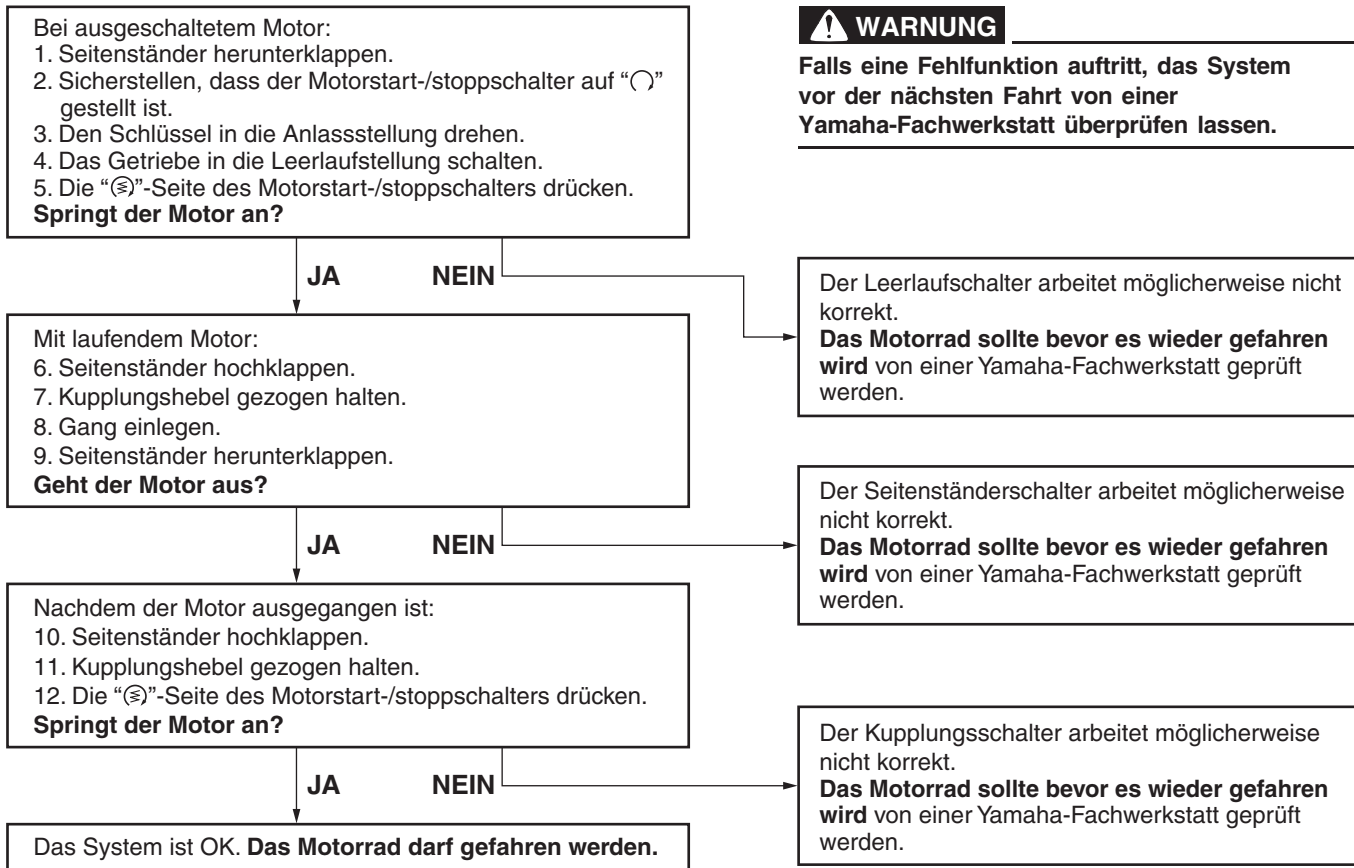 Bei ausgeschaltetem Motor:
1. Seitenständer herunterklappen.
2. Sicherstellen, dass der Motorstart-/stoppschalter auf “○”
gestellt ist.
3. Den Schlüssel in die Anlassstellung drehen.
4. Das Getriebe in die Leerlaufstellung schalten.
5. Die “”-Seite des Motorstart-/stoppschalters drücken.
Springt der Motor an?
WARNUNG
Falls eine Fehlfunktion auftritt, das System
vor der nächsten Fahrt von einer
Yamaha-Fachwerkstatt überprüfen lassen.
JA NEIN
Der Leerlaufschalter arbeitet möglicherweise nicht
korrekt.
Das Motorrad sollte bevor es wieder gefahren
wird von einer Yamaha-Fachwerkstatt geprüft
werden.
Mit laufendem Motor:
6. Seitenständer hochklappen.
7. Kupplungshebel gezogen halten.
8. Gang einlegen.
9. Seitenständer herunterklappen.
Geht der Motor aus?
JA NEIN
Der Seitenständerschalter arbeitet möglicherweise
nicht korrekt.
Das Motorrad sollte bevor es wieder gefahren
wird von einer Yamaha-Fachwerkstatt geprüft
werden.
Nachdem der Motor ausgegangen ist:
10. Seitenständer hochklappen.
11. Kupplungshebel gezogen halten.
12. Die “”-Seite des Motorstart-/stoppschalters drücken.
Springt der Motor an?
JA NEIN
Der Kupplungsschalter arbeitet möglicherweise
nicht korrekt.
Das Motorrad sollte bevor es wieder gefahren
wird von einer Yamaha-Fachwerkstatt geprüft
werden.
Das System ist OK. Das Motorrad darf gefahren werden.